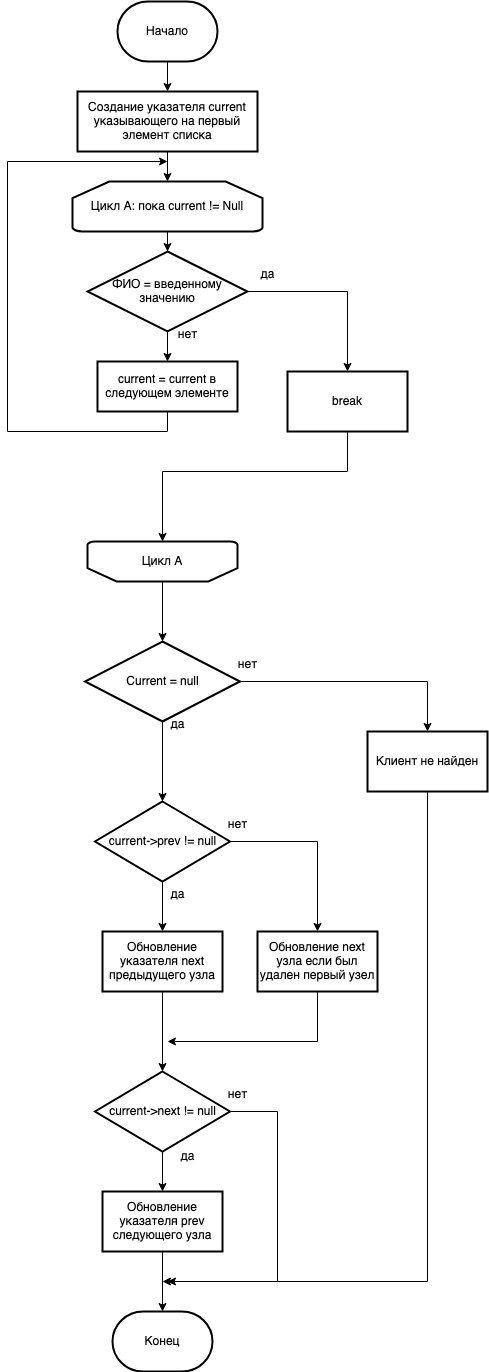 Начало
Создание указателя current
указывающего на первый
элемент списка
Цикл А: пока current != Null
ФИО = введенному
значению
да
нет
current = current в
следующем элементе
break
Цикл А
Current = null
нет
да
Клиент не найден
current->prev != null
нет
да
Обновление
указателя next
предыдущего узла
Обновление next
узла если был
удален первый узел
current->next != null
нет
да
Обновление
указателя prev
следующего узла
Конец